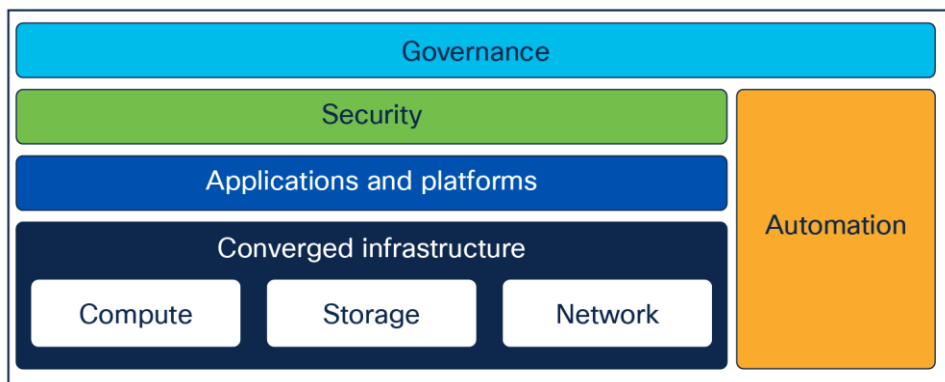 Governance
Security
Applications and platforms
Automation
Converged infrastructure
Compute
Storage
Network